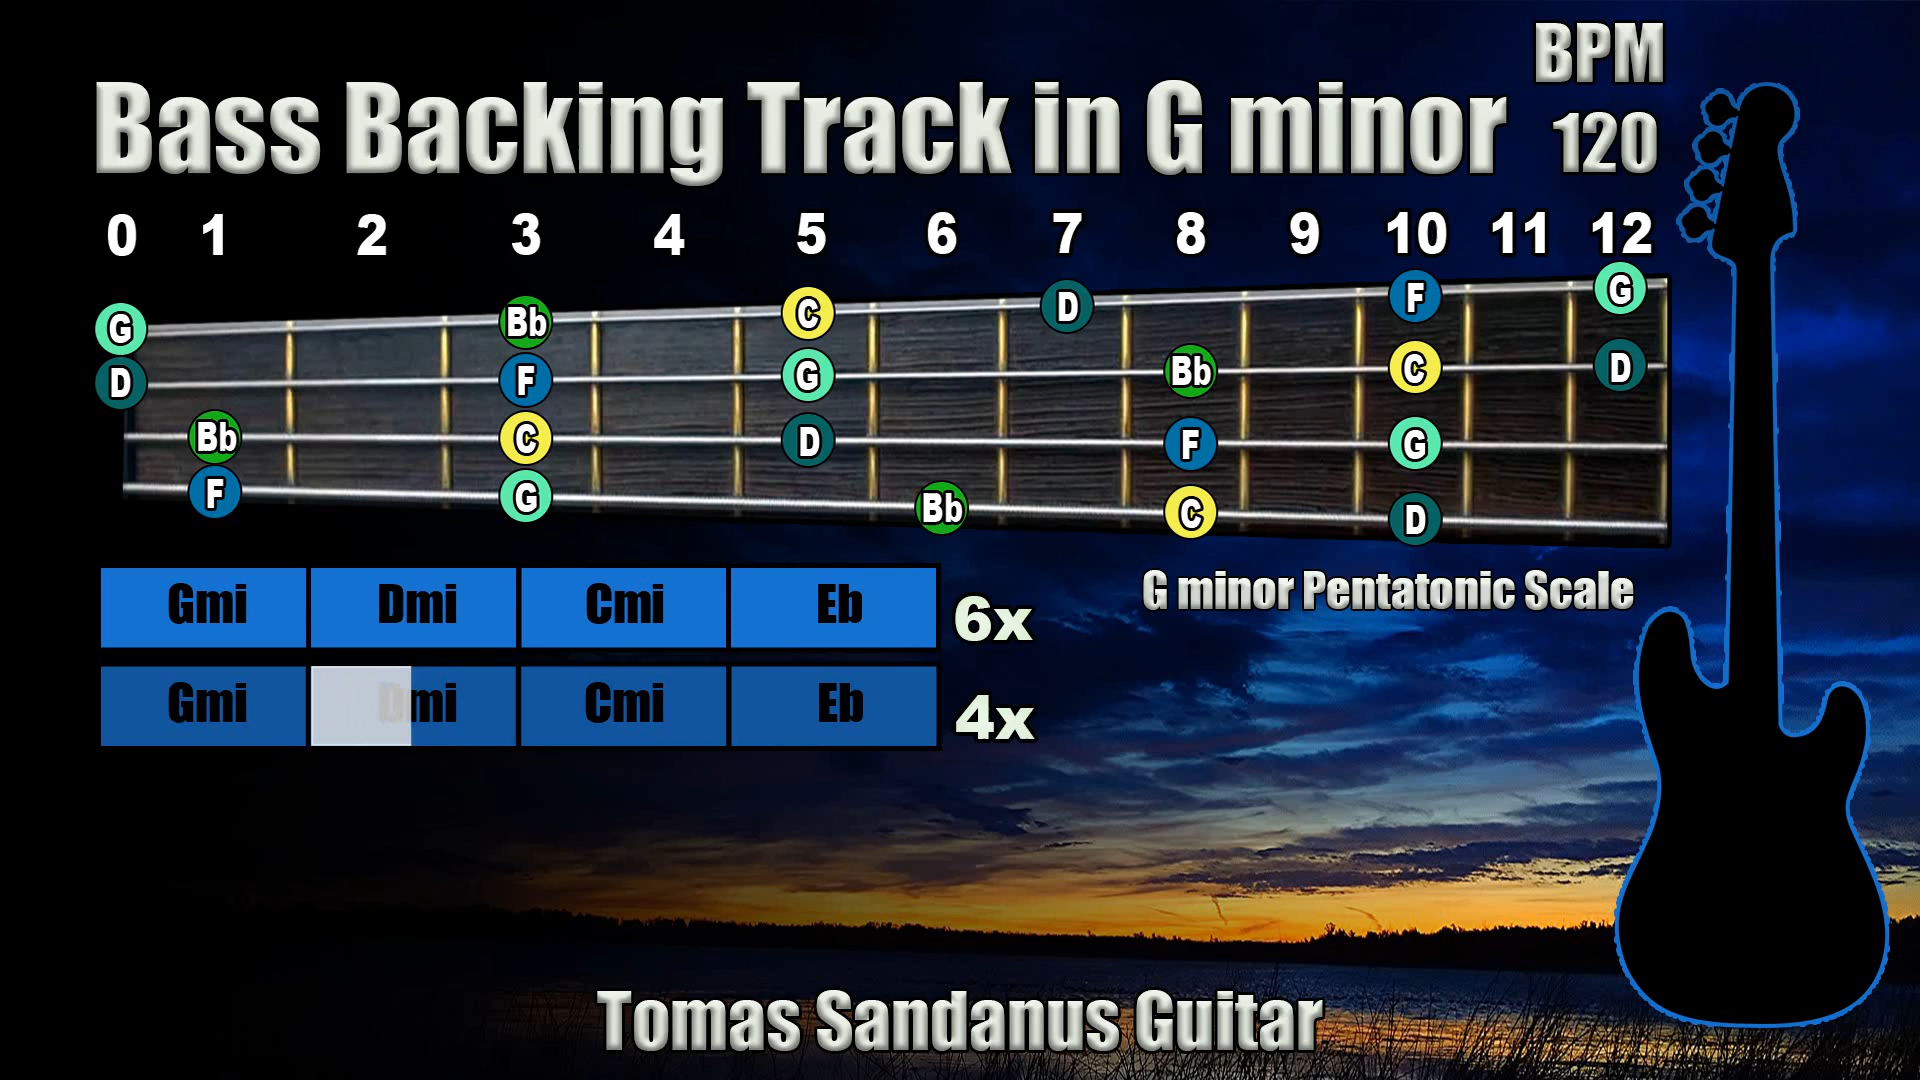 BPM
Bass Backing Track in G minor 120
0 1 2 3 4 5 6 7 8 9 10 11 12
G Bb C D F G
D F G Bb C D
Bb C D F G
F G Bb C D
Gmi Dmi Cmi Eb 6x
G minor Pentatonic Scale
Gmi Dmi Cmi Eb 4x
Tomas Sandanus Guitar